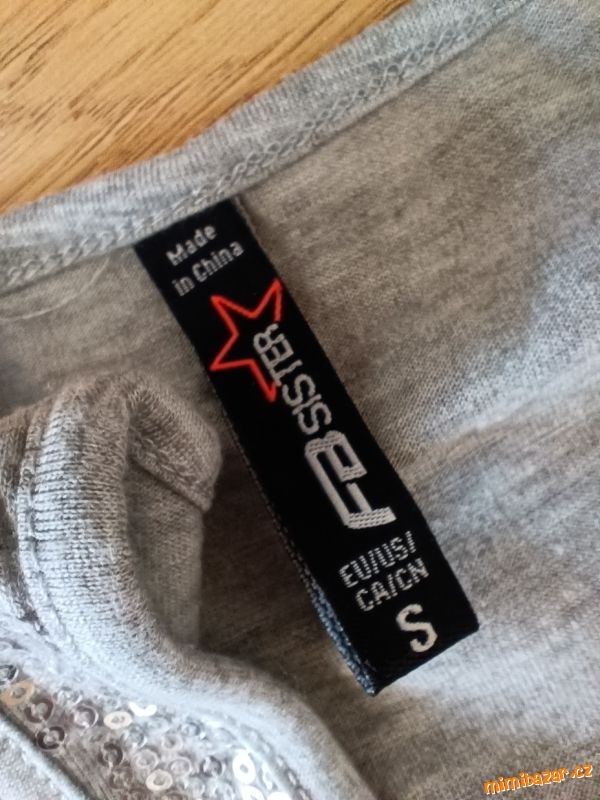 Made
in China
FB SISTER
EU/US/
CA/CN
S
mimibazar.cz